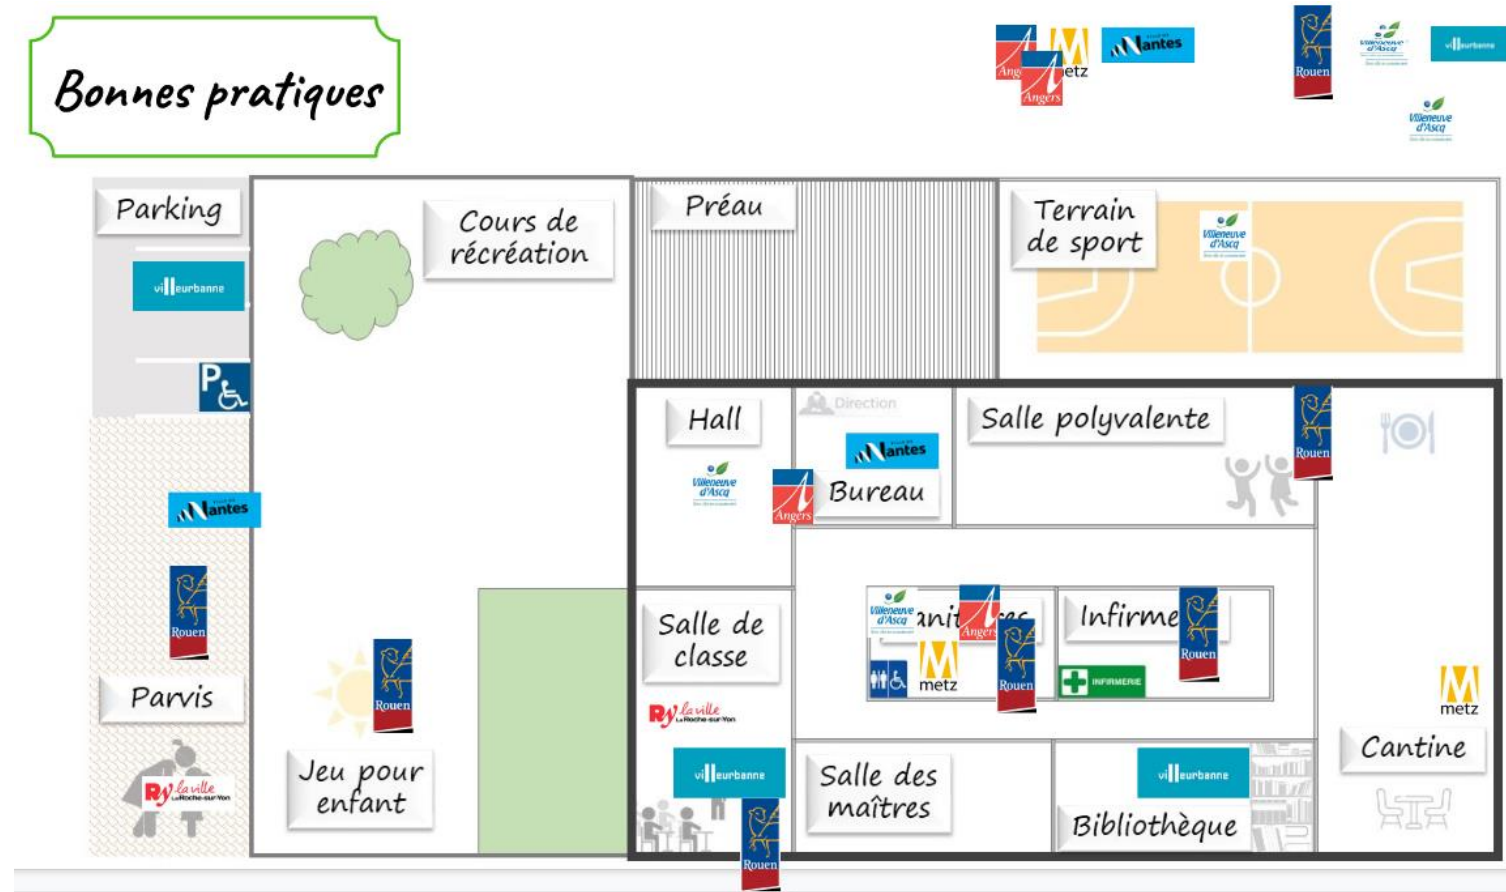 Bonnes pratiques
Angers
Metz
VILLE DE
Nantes
Angers
Rouen
Villeneuve
d'Ascq
villeurbanne
Villeneuve
d'Ascq
Parking
villeurbanne
P
Cours de
récréation
Préau
Terrain
de sport
Villeneuve
d'Ascq
Hall
Villeneuve
d'Ascq
Direction
Nantes
Bureau
Angers
Salle polyvalente
Rouen
Nantes
Rouen
Parvis
Ry la ville
La Roche-sur-Yon
Rouen
Jeu pour
enfant
Salle de
classe
Ry la ville
La Roche-sur-Yon
villeurbanne
Rouen
Villeneuve
d'Ascq
Angers
metz
Rouen
Infirme
Rouen
INFIRMERIE
Salle des
maîtres
villeurbanne
Bibliothèque
metz
Cantine